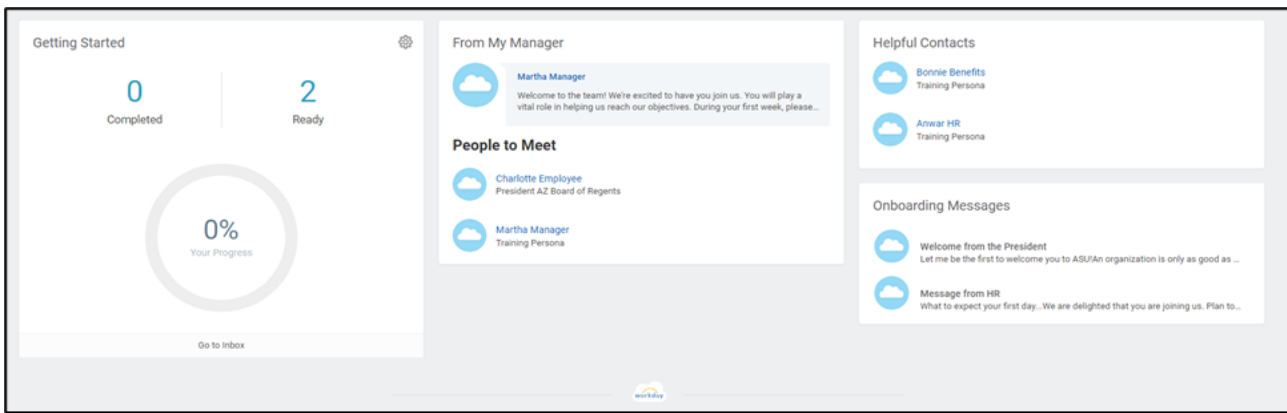 Getting Started
0
Completed
2
Ready
0%
Your Progress
Go to Inbox
From My Manager
Martha Manager
Welcome to the team! We're excited to have you join us. You will play a
vital role in helping us reach our objectives. During your first week, please...
People to Meet
Charlotte Employee
President AZ Board of Regents
Martha Manager
Training Persona
Helpful Contacts
Bonnie Benefits
Training Persona
Anwar HR
Training Persona
Onboarding Messages
Welcome from the President
Let me be the first to welcome you to ASU!An organization is only as good as ...
Message from HR
What to expect your first day...We are delighted that you are joining us. Plan to...
workday